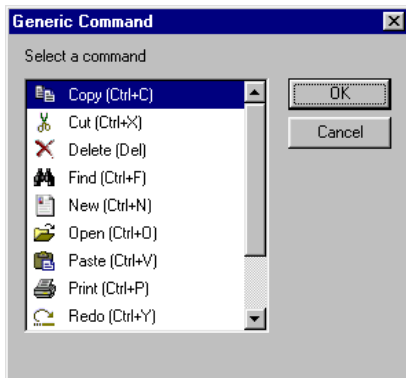 Generic Command
Select a command
Copy (Ctrl+C)
Cut (Ctrl+X)
Delete (Del)
Find (Ctrl+F)
New (Ctrl+N)
Open (Ctrl+O)
Paste (Ctrl+V)
Print (Ctrl+P)
Redo (Ctrl+Y)
OK
Cancel